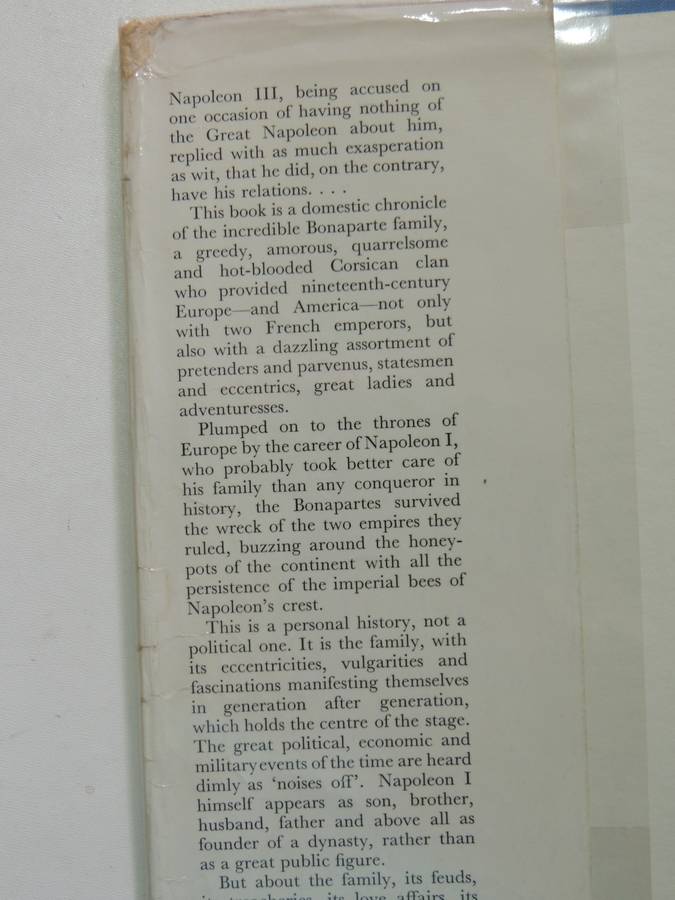 Napoleon III, being accused on
one occasion of having nothing of
the Great Napoleon about him,
replied with as much exasperation
as wit, that he did, on the contrary,
have his relations. . . .
This book is a domestic chronicle
of the incredible Bonaparte family,
a greedy, amorous, quarrelsome
and hot-blooded Corsican clan
who provided nineteenth-century
Europe—and America—not only
with two French emperors, but
also with a dazzling assortment of
pretenders and parvenus, statesmen
and eccentrics, great ladies and
adventuresses.
Plumped on to the thrones of
Europe by the career of Napoleon I,
who probably took better care of
his family than any conqueror in
history, the Bonapartes survived
the wreck of the two empires they
ruled, buzzing around the honey-
pots of the continent with all the
persistence of the imperial bees of
Napoleon's crest.
This is a personal history, not a
political one. It is the family, with
its eccentricities, vulgarities and
fascinations manifesting themselves
in generation after generation,
which holds the centre of the stage.
The great political, economic and
military events of the time are heard
dimly as ‘noises off’. Napoleon I
himself appears as son, brother,
husband, father and above all as
founder of a dynasty, rather than
as a great public figure.
But about the family, its feuds,
its treacheries, its love affairs, its